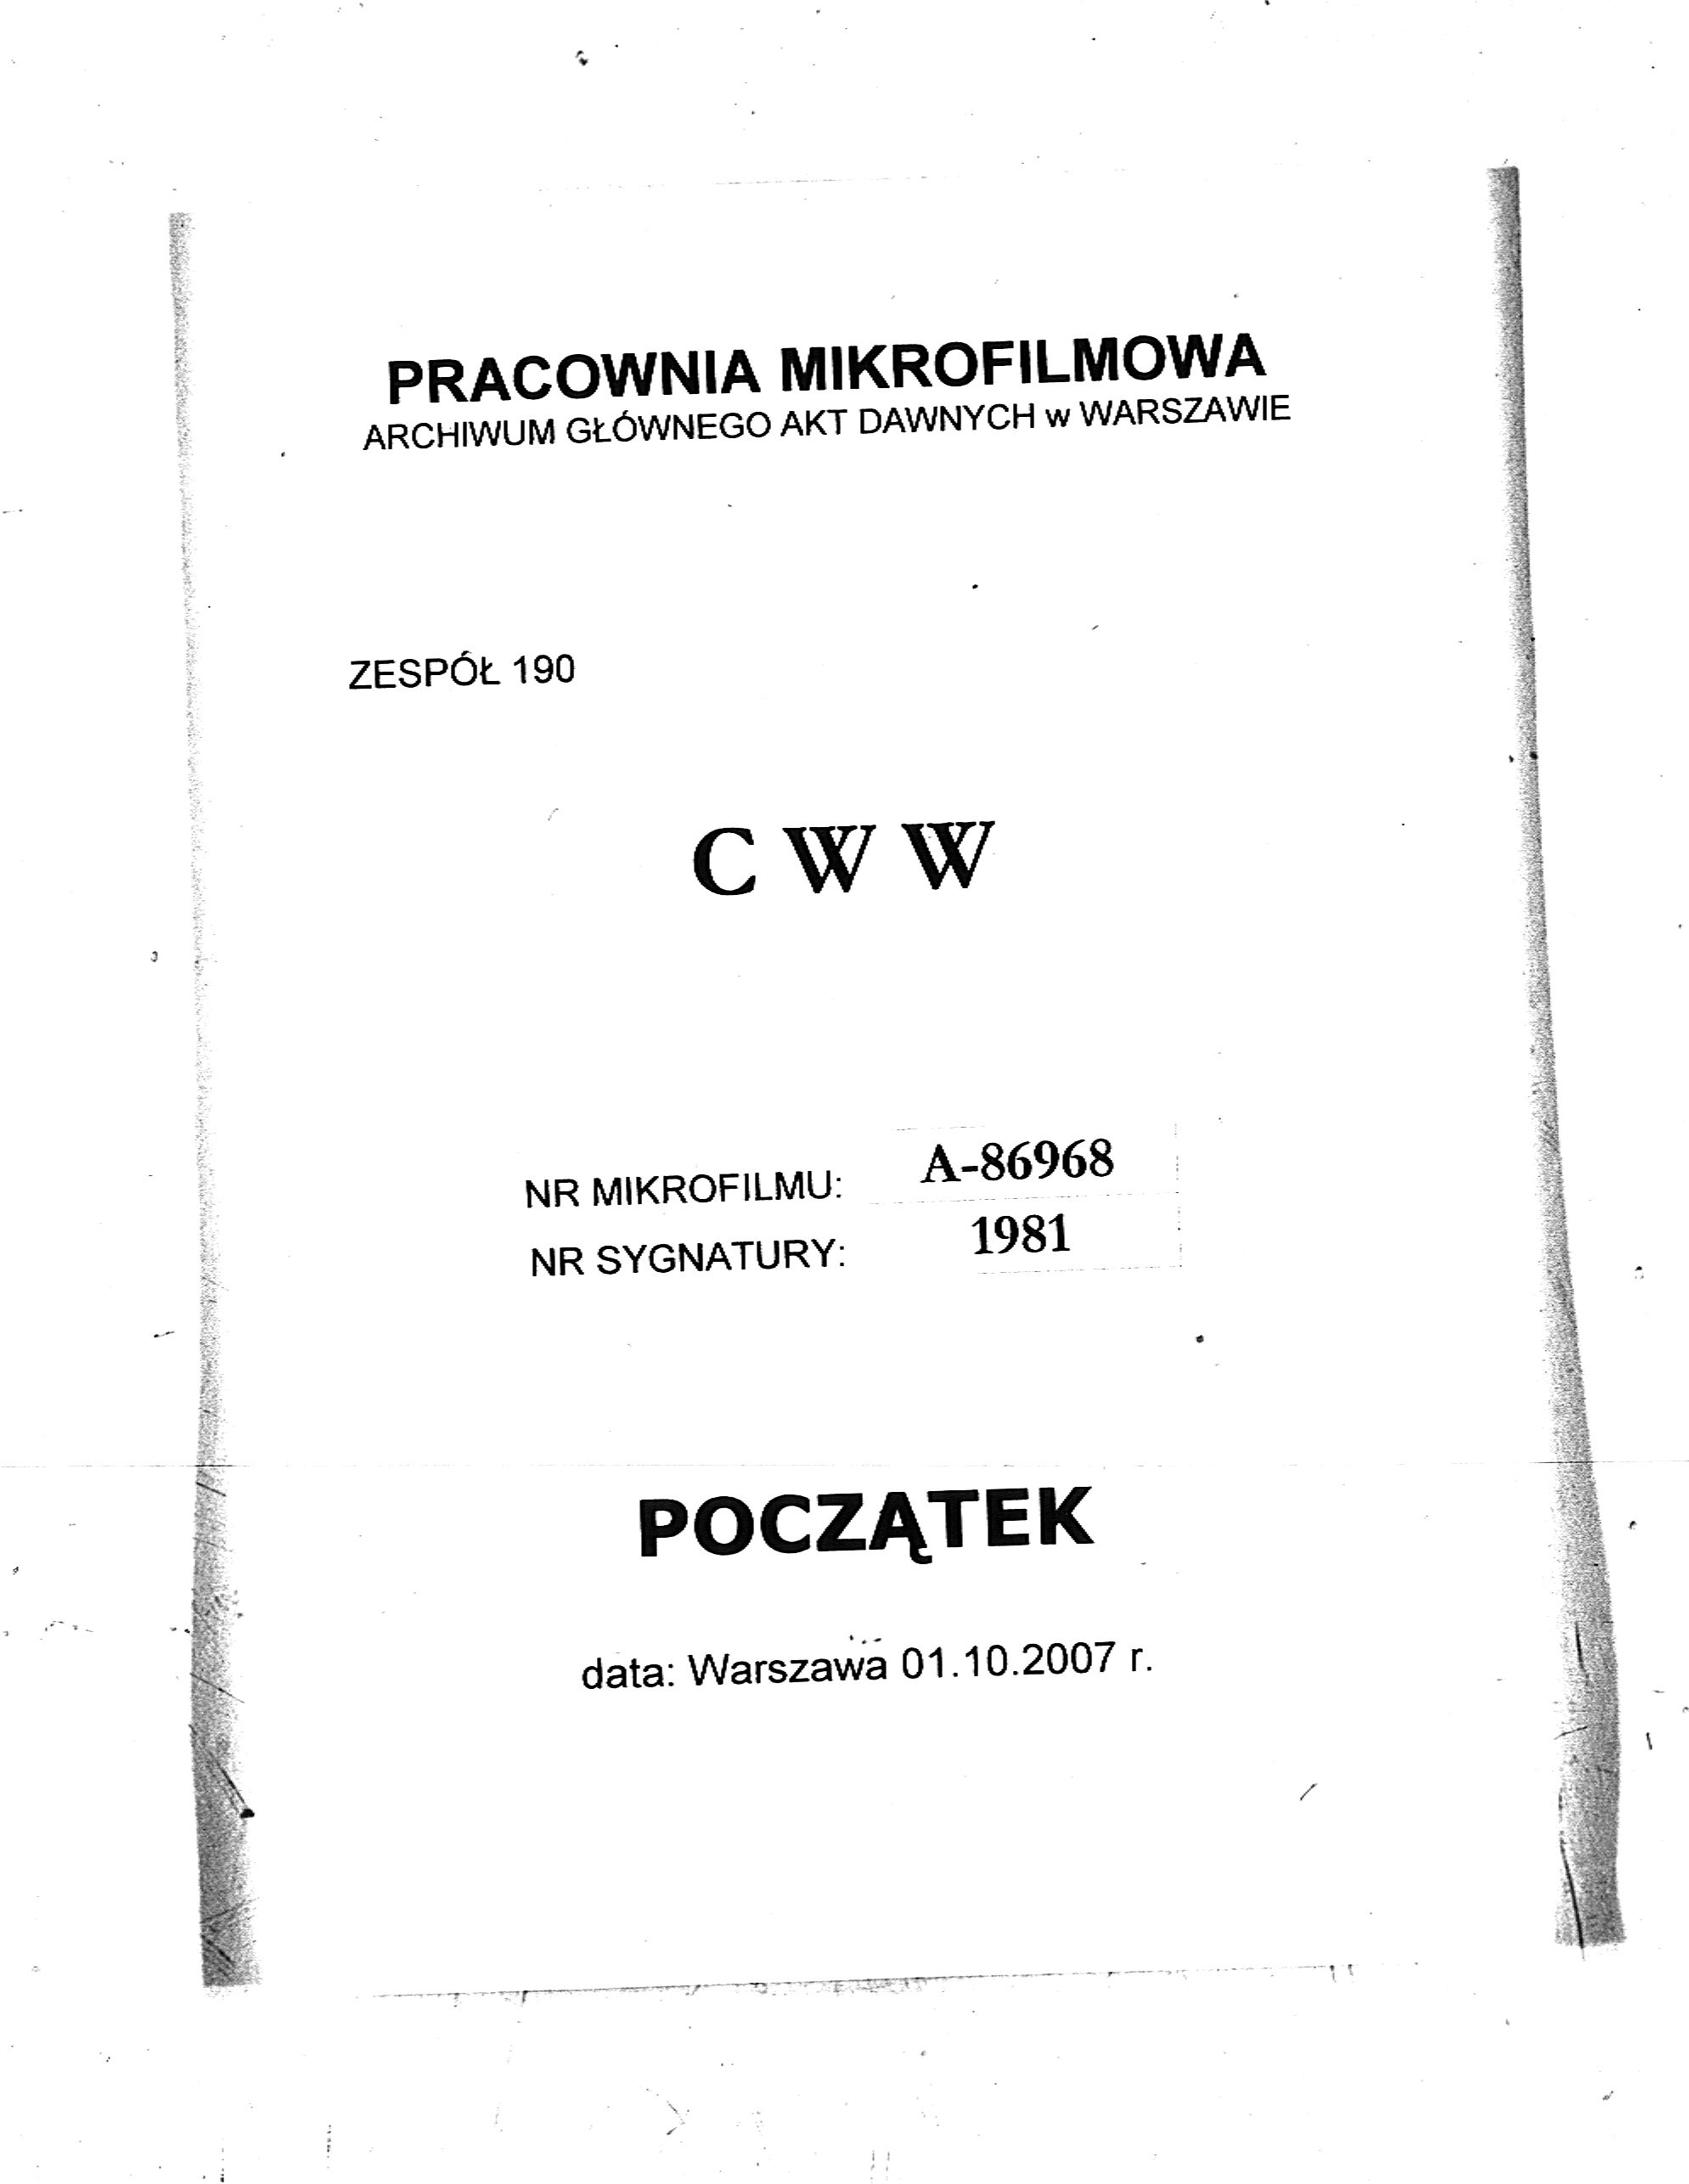 PRACOWNIA MIKROFILMOWA
ARCHIWUM GŁÓWNEGO AKT DAWNYCH w WARSZAWIE
ZESPÓŁ 190
C W W
NR MIKROFILMU: A-86968
NR SYGNATURY: 1981
POCZĄTEK
data: Warszawa 01.10.2007 r.